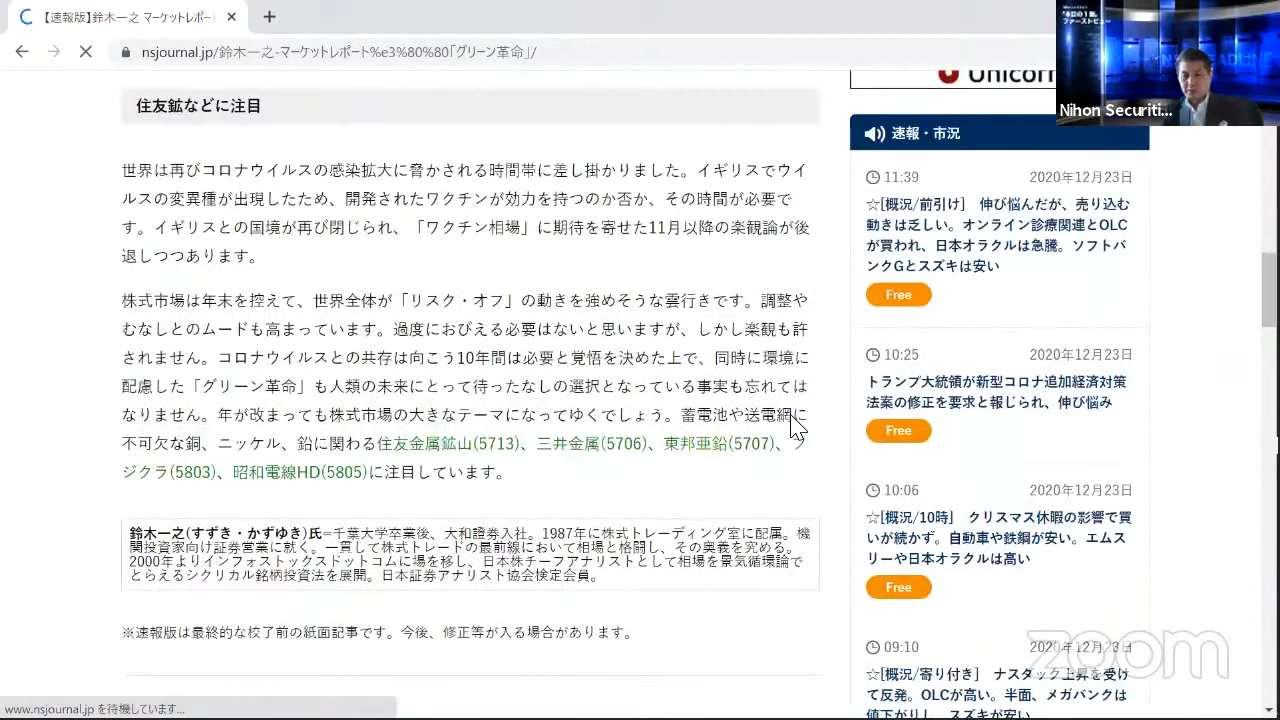 【速報版】鈴木一之 マーケットレポー
nsjournal.jp/鈴木一之-マーケットレポート%e3%80%80「グリーン革命」/
「本日の1面」
ファーストビュー
Nihon Securiti...
Unicorn
住友鉱などに注目
世界は再びコロナウイルスの感染拡大に脅かされる時間帯に差し掛かりました。イギリスでウイ
ルスの変異種が出現したため、開発されたワクチンが効力を持つのか否か、その時間が必要で
す。イギリスとの国境が再び閉じられ、「ワクチン相場」に期待を寄せた11月以降の楽観論が後
退しつつあります。
株式市場は年末を控えて、世界全体が「リスク・オフ」の動きを強めそうな雲行きです。調整や
むなしとのムードも高まっています。過度におびえる必要はないと思いますが、しかし楽観も許
されません。コロナウイルスとの共存は向こう10年間は必要と覚悟を決めた上で、同時に環境に
配慮した「グリーン革命」も人類の未来にとって待ったなしの選択となっている事実も忘れては
なりません。年が改まっても株式市場の大きなテーマになってゆくでしょう。蓄電池や送電網に
不可欠な銅、ニッケル、鉛に関わる住友金属鉱山(5713)、三井金属(5706)、東邦亜鉛(5707)、フ
ジクラ(5803)、昭和電線HD(5805)に注目しています。
鈴木一之(すずき・かずゆき)氏=千葉大学卒業後、大和證券入社。1987年に株式トレーディング室に配属。機
関投資家向け証券営業に就く。一貫して株式トレードの最前線において相場と格闘し、その奥義を究める。
2000年よりインフォストックスドットコムに場を移し、日本株チーフアナリストとして相場を景気循環論で
とらえるシクリカル銘柄投資法を展開。日本証券アナリスト協会検定会員。
※速報版は最終的な校了前の紙面記事です。今後、修正等が入る場合があります。
速報・市況
11:39 2020年12月23日
☆[概況/前引け] 伸び悩んだが、売り込む
動きは乏しい。オンライン診療関連とOLC
が買われ、日本オラクルは急騰。ソフトバ
ンクGとスズキは安い
Free
10:25 2020年12月23日
トランプ大統領が新型コロナ追加経済対策
法案の修正を要求と報じられ、伸び悩み
Free
10:06 2020年12月23日
☆[概況/10時] クリスマス休暇の影響で買
いが続かず。自動車や鉄鋼が安い。エムス
リーや日本オラクルは高い
Free
09:10 2020年12月23日
☆[概況/寄り付き] ナスダック上昇を受け
て反発。OLCが高い。半面、メガバンクは
値下がりし、スズキが安い
zoom
www.nsjournal.jp を待機しています...